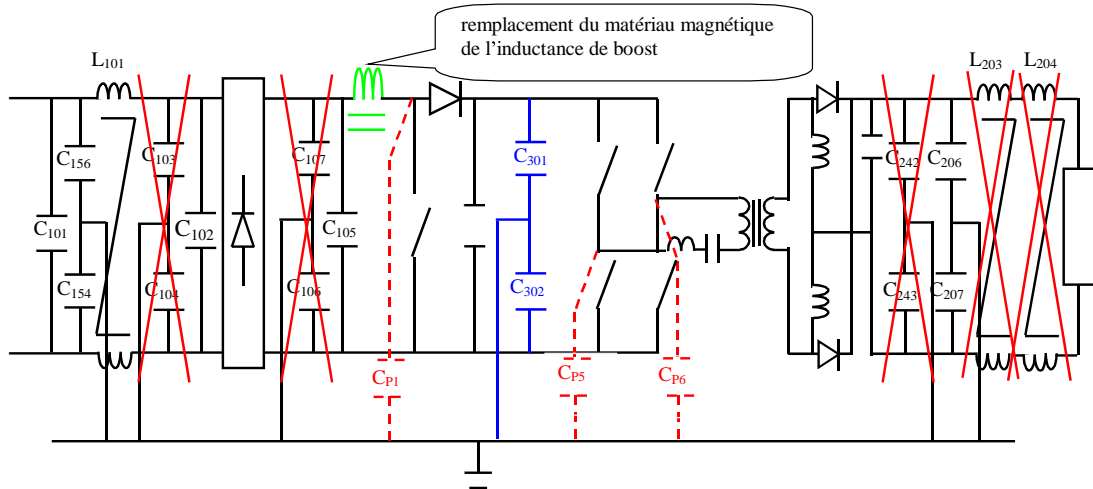 remplacement du matériau magnétique
de l'inductance de boost
L101
L203
L204
C156
C103
C107
C301
C242
C206
C101
C102
C105
C154
C104
C106
C302
C243
C207
CP1
CP5
CP6